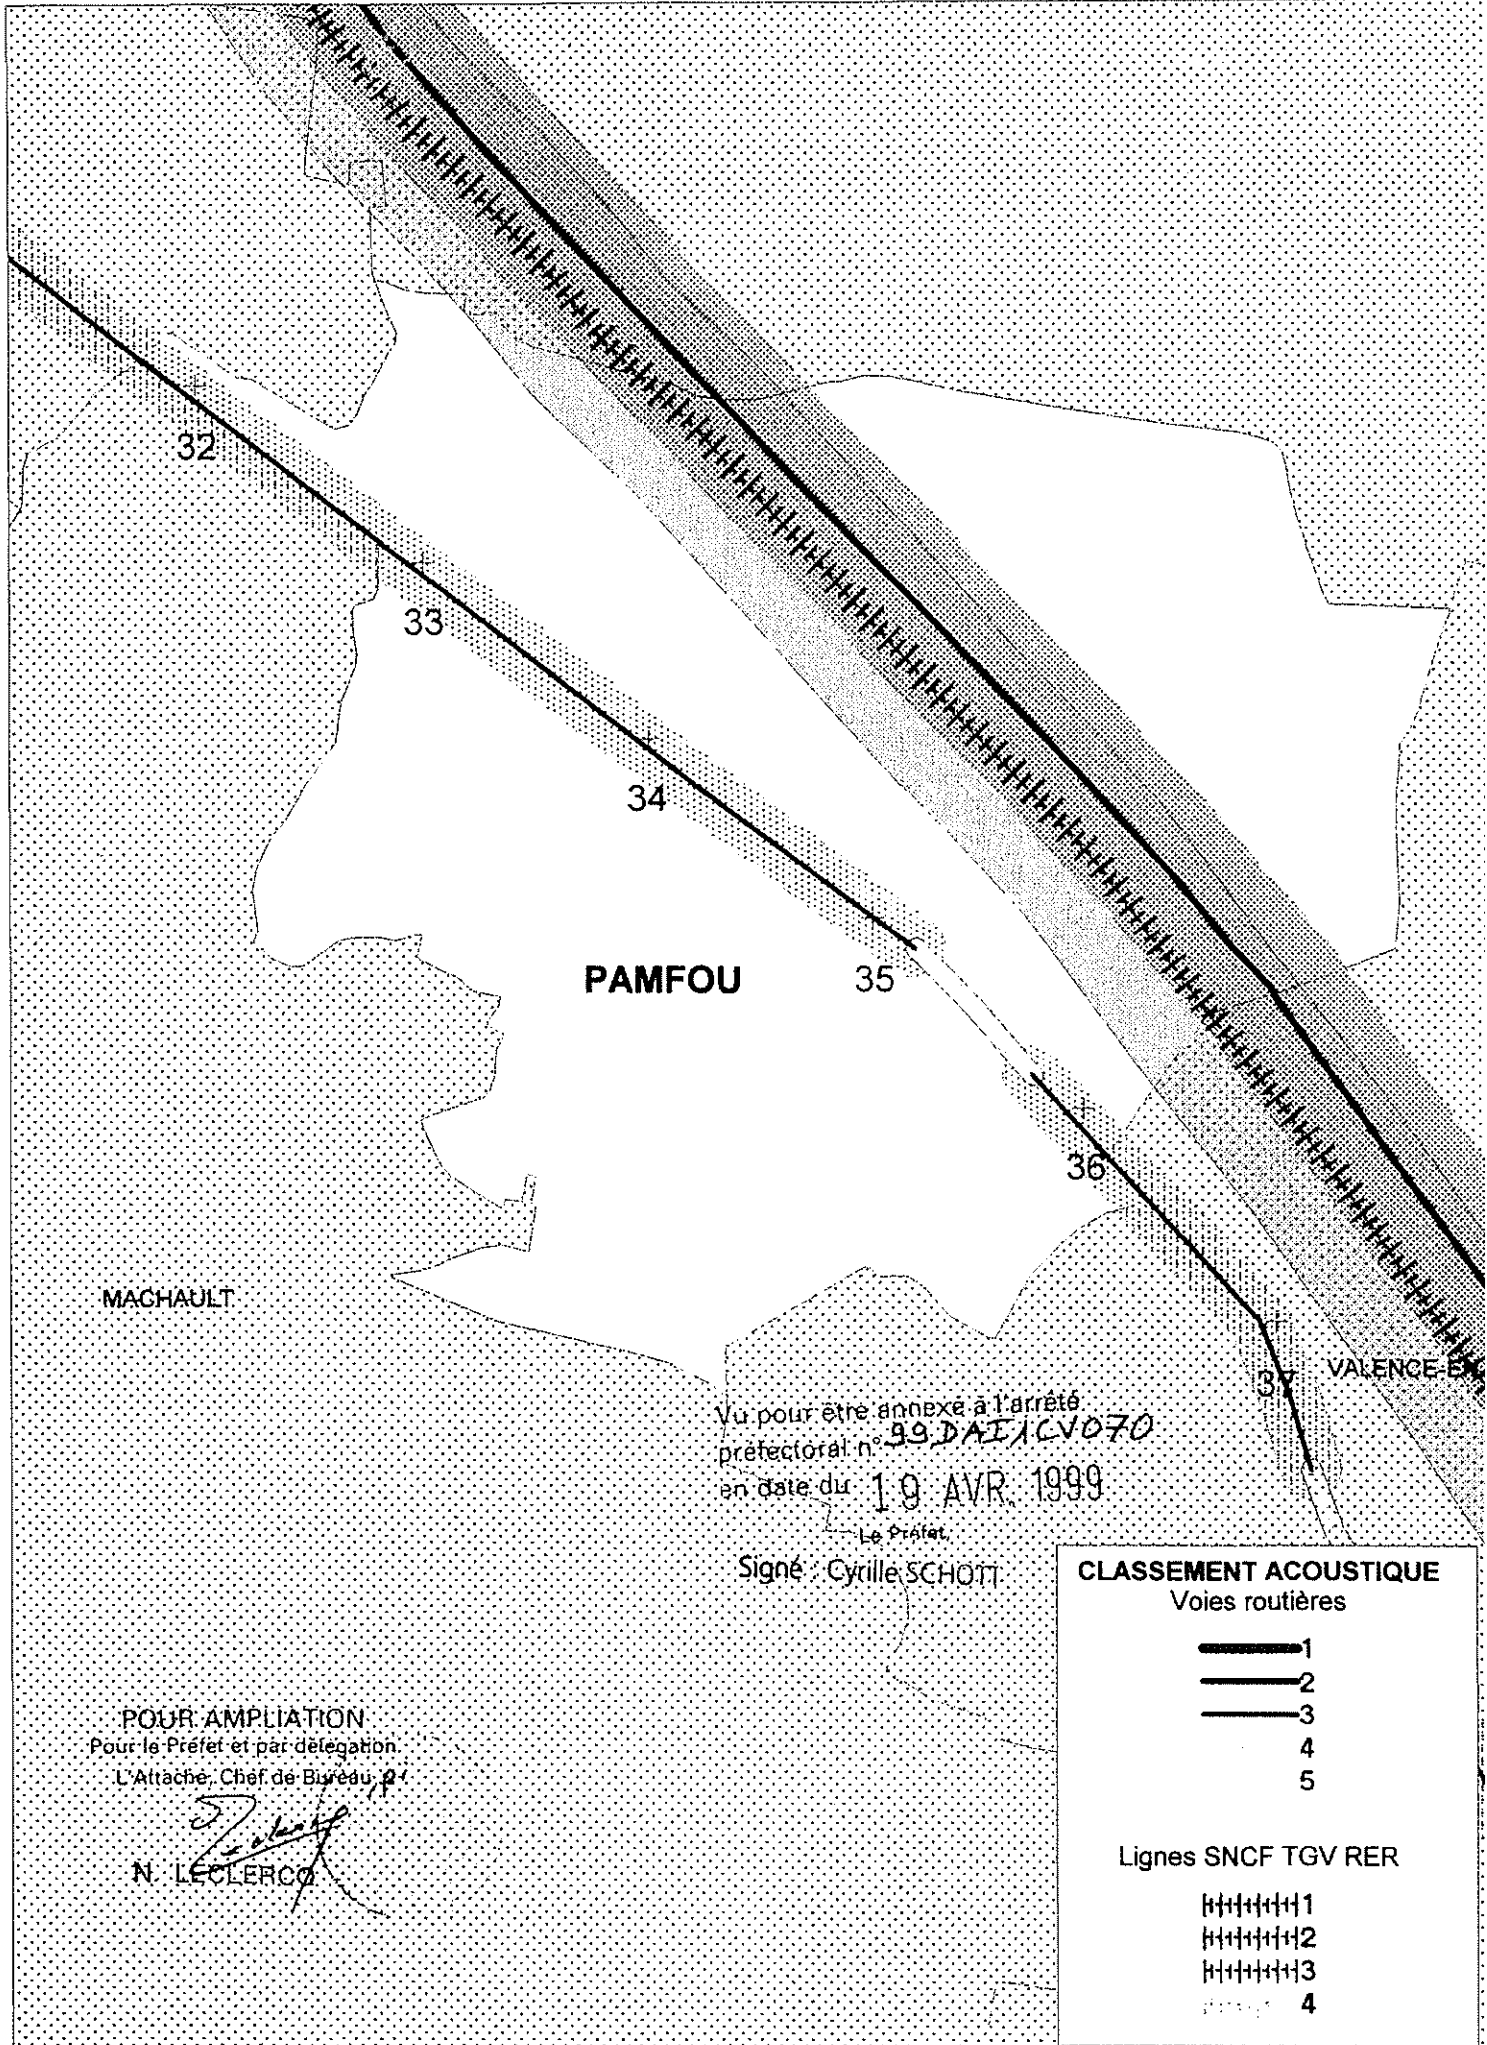 32
33
34
PAMFOU
35
36
MACHAULT
37
VALENCE-E
Vu pour être annexé à l'arrêté
préfectoral n° 99 DAI 1 CV 070
en date du 19 AVR. 1999
Le Préfet,
Signé : Cyrille SCHOTT
CLASSEMENT ACOUSTIQUE
Voies routières
1
2
3
4
5
Lignes SNCF TGV RER
1
2
3
4
POUR AMPLIATION
Pour le Préfet et par délégation
L'Attaché, Chef de Bureau
N. LECLERCQ